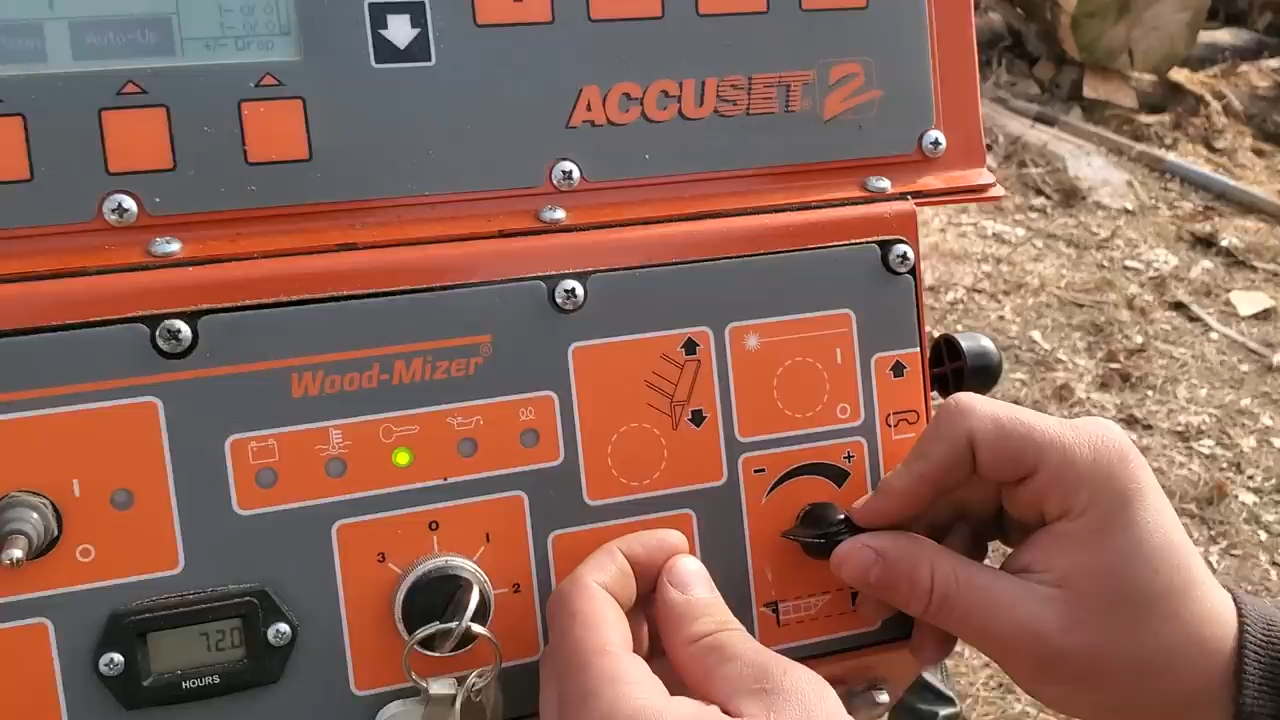 Auto-Up
+/- Drop
ACCUSET® 2
Wood-Mizer®
- +
0
3 1
2
72.0
HOURS